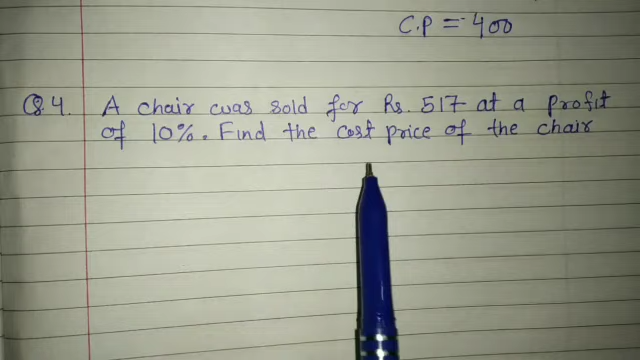 C.P = 400
Q.4. A chair was sold for Rs. 517 at a profit
of 10%. Find the cost price of the chair